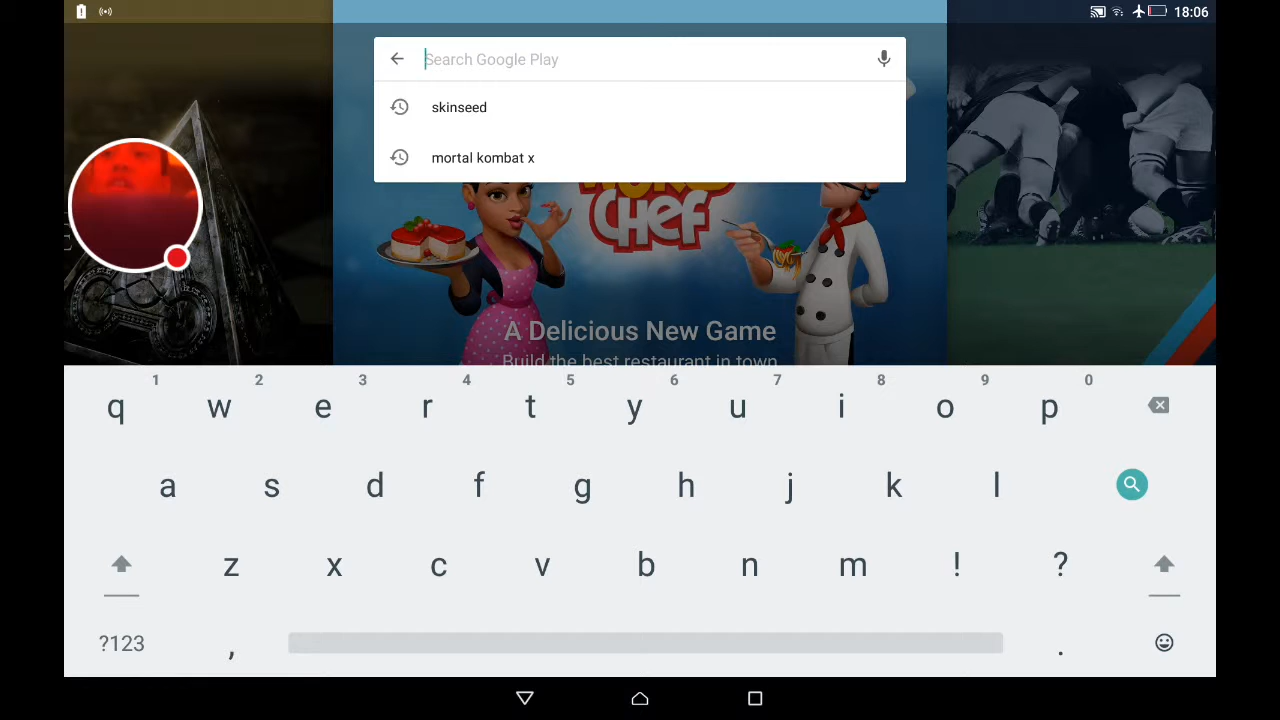 18:06
Search Google Play
skinseed
mortal kombat x
CHEF
A Delicious New Game
Build the best restaurant in town
1 2 3 4 5 6 7 8 9 0
q w e r t y u i o p
a s d f g h j k l
z x c v b n m ! ?
?123 , .